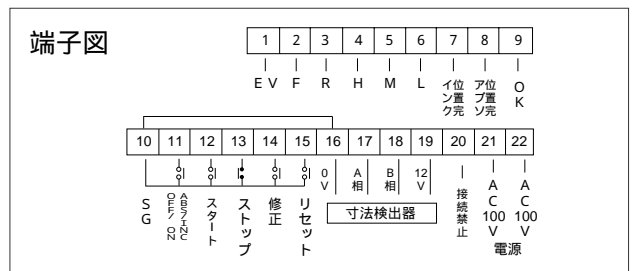 端子図
1 2 3 4 5 6 7 8 9
EV F R H M L インク位置完 アブソ位置完 OK
10 11 12 13 14 15 16 17 18 19 20 21 22
SG ABS/INC OFF/ON スタート ストップ 修正 リセット 0V A相 B相 12V 接続禁止 AC100V AC100V
寸法検出器
電源